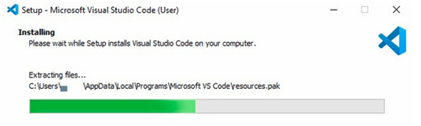 Setup - Microsoft Visual Studio Code (User)
Installing
Please wait while Setup installs Visual Studio Code on your computer.
Extracting files...
C:\Users\ \AppData\Local\Programs\Microsoft VS Code\resources.pak